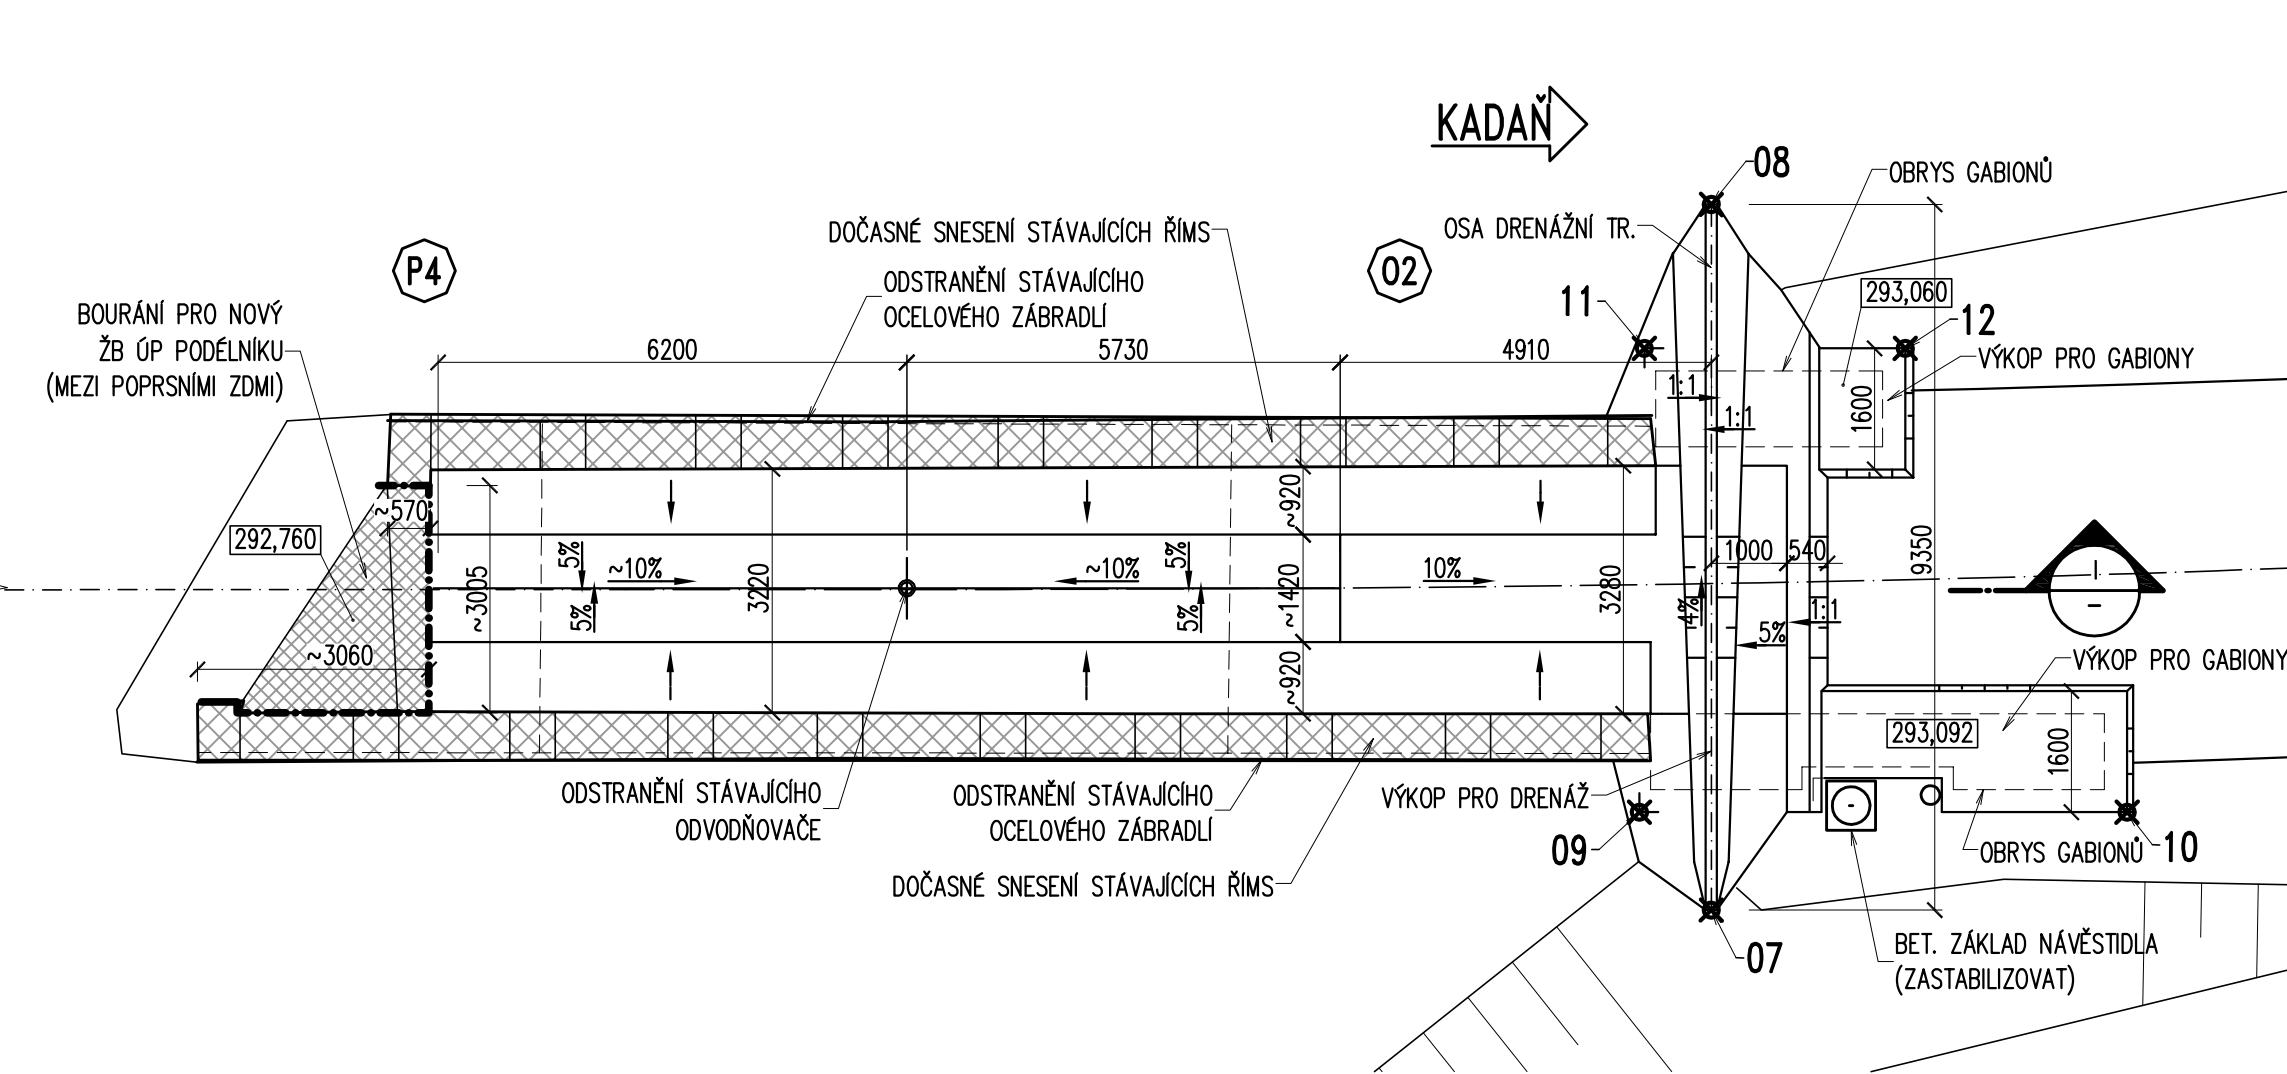 KADAŇ
08
OBRYS GABIONŮ
DOČASNÉ SNESENÍ STÁVAJÍCÍCH ŘÍMS
OSA DRENÁŽNÍ TR.
P4
O2
ODSTRANĚNÍ STÁVAJÍCÍHO
OCELOVÉHO ZÁBRADLÍ
293,060
11
12
BOURÁNÍ PRO NOVÝ
ŽB ÚP PODÉLNÍKU
(MEZI POPRSNÍMI ZDMI)
6200
5730
4910
VÝKOP PRO GABIONY
1:1
1:1
1600
~570
~920
292,760
5%
~10%
5%
~10%
5%
5%
10%
1000
540
9350
~3005
3220
~1420
3280
4%
1:1
5%
~3060
~920
VÝKOP PRO GABIONY
293,092
1600
ODSTRANĚNÍ STÁVAJÍCÍHO
ODVODŇOVAČE
ODSTRANĚNÍ STÁVAJÍCÍHO
OCELOVÉHO ZÁBRADLÍ
VÝKOP PRO DRENÁŽ
09
OBRYS GABIONŮ
10
DOČASNÉ SNESENÍ STÁVAJÍCÍCH ŘÍMS
07
BET. ZÁKLAD NÁVĚSTIDLA
(ZASTABILIZOVAT)